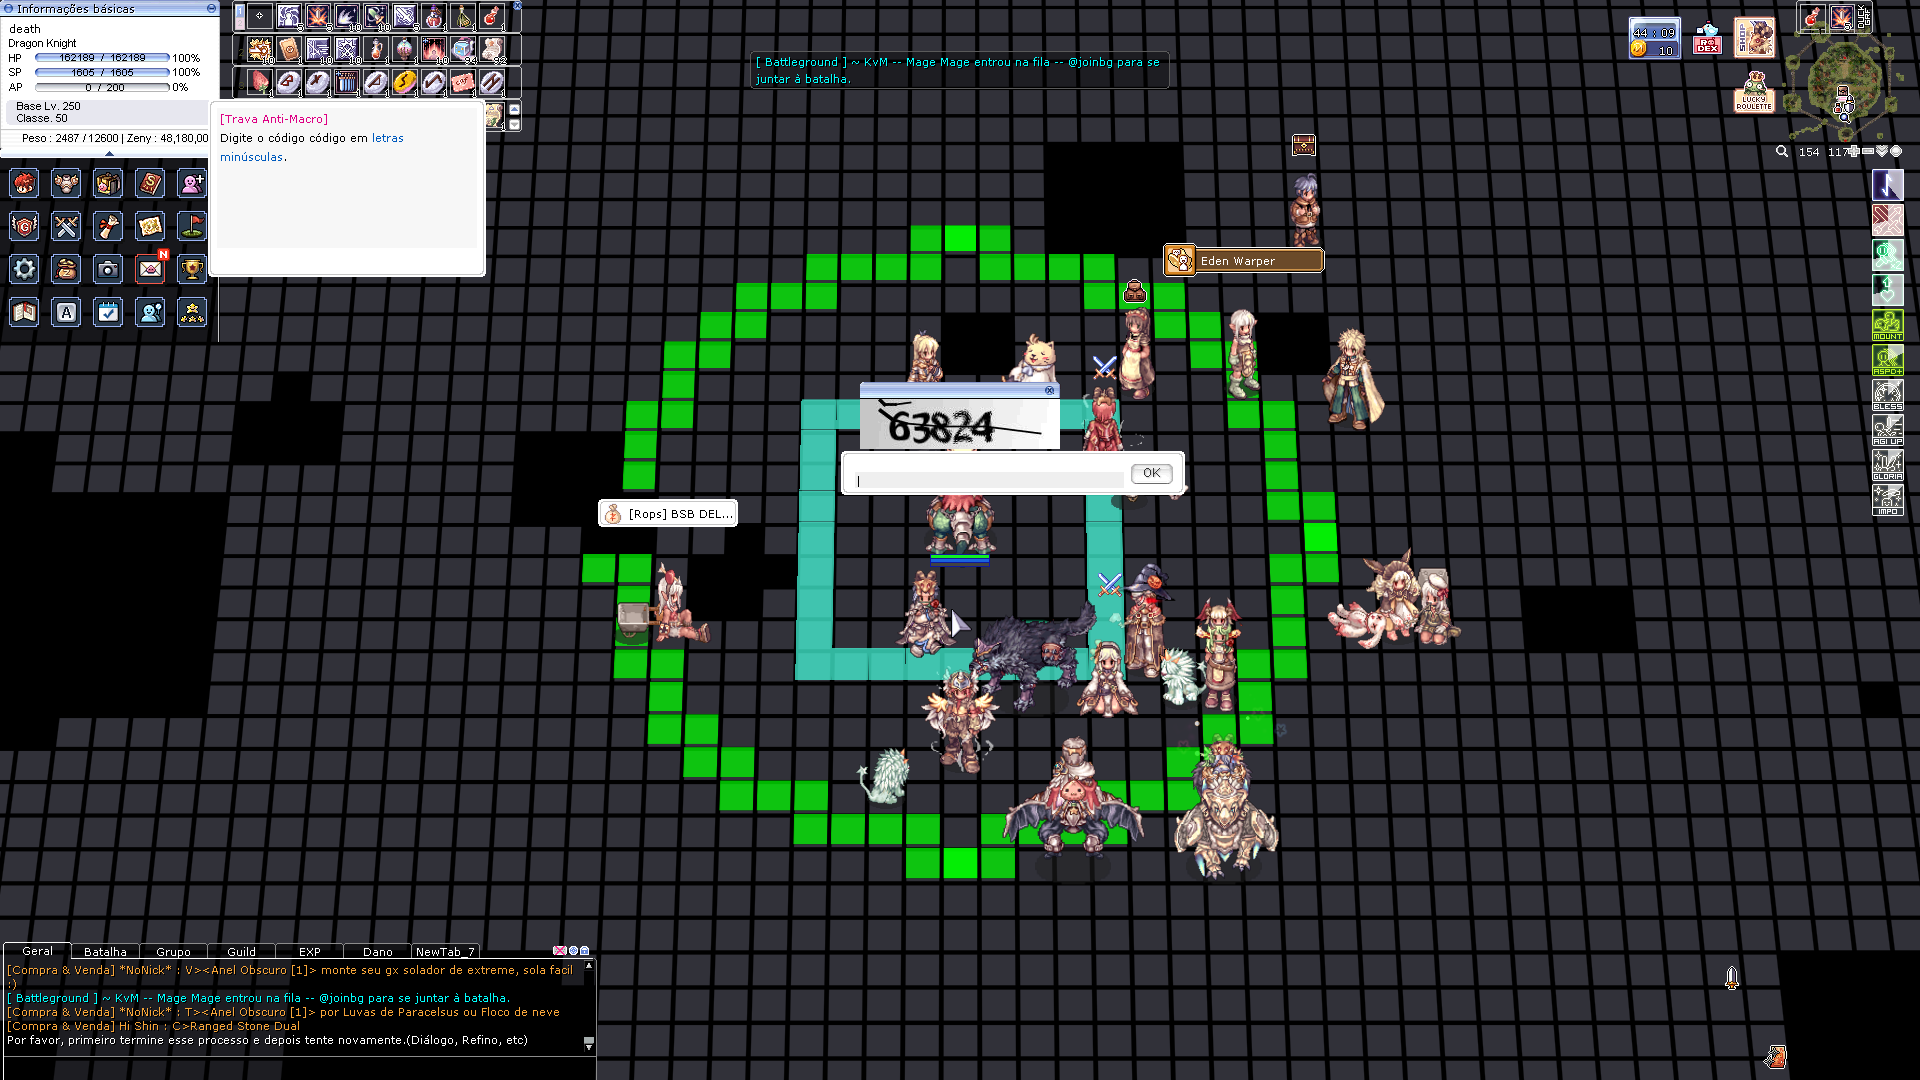 Informações básicas
death
Dragon Knight
HP 162189 / 162189 100%
SP 1605 / 1605 100%
AP 0 / 200 0%
Base Lv. 250
Classe. 50
Peso : 2487 / 12600 | Zeny : 48,180,00
[Trava Anti-Macro]
Digite o código código em letras
minúsculas.
[ Battleground ] ~ KvM -- Mage Mage entrou na fila -- @joinbg para se
juntar à batalha.
44 : 09
10
RODEX
SHOP
LUCKY
ROULETTE
154 117
MOUNT
ASPD+
BLESS
AGI UP
GLORIA
IMPO
Eden Warper
63824
OK
[Rops] BSB DEL...
Geral Batalha Grupo Guild EXP Dano NewTab_7
[Compra & Venda] *NoNick* : V><Anel Obscuro [1]> monte seu gx solador de extreme, sola facil
:)
[ Battleground ] ~ KvM -- Mage Mage entrou na fila -- @joinbg para se juntar à batalha.
[Compra & Venda] *NoNick* : T><Anel Obscuro [1]> por Luvas de Paracelsus ou Floco de neve
[Compra & Venda] Hi Shin : C>Ranged Stone Dual
Por favor, primeiro termine esse processo e depois tente novamente.(Diálogo, Refino, etc)